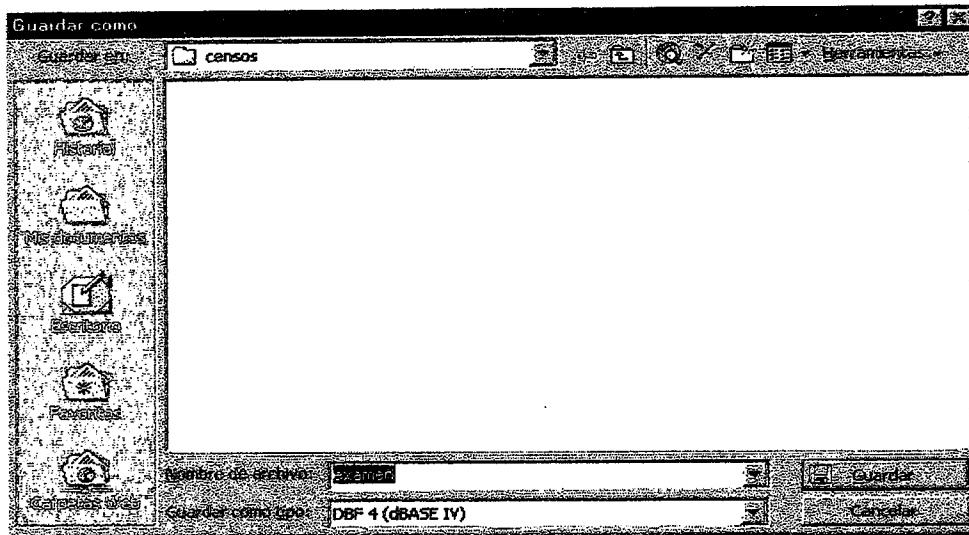 Guardar como
Guardar en: censos Herramientas
Historial
Mis documentos
Escritorio
Favoritos
Carpetas Web
Nombre de archivo: examen Guardar
Guardar como tipo: DBF 4 (dBASE IV) Cancelar